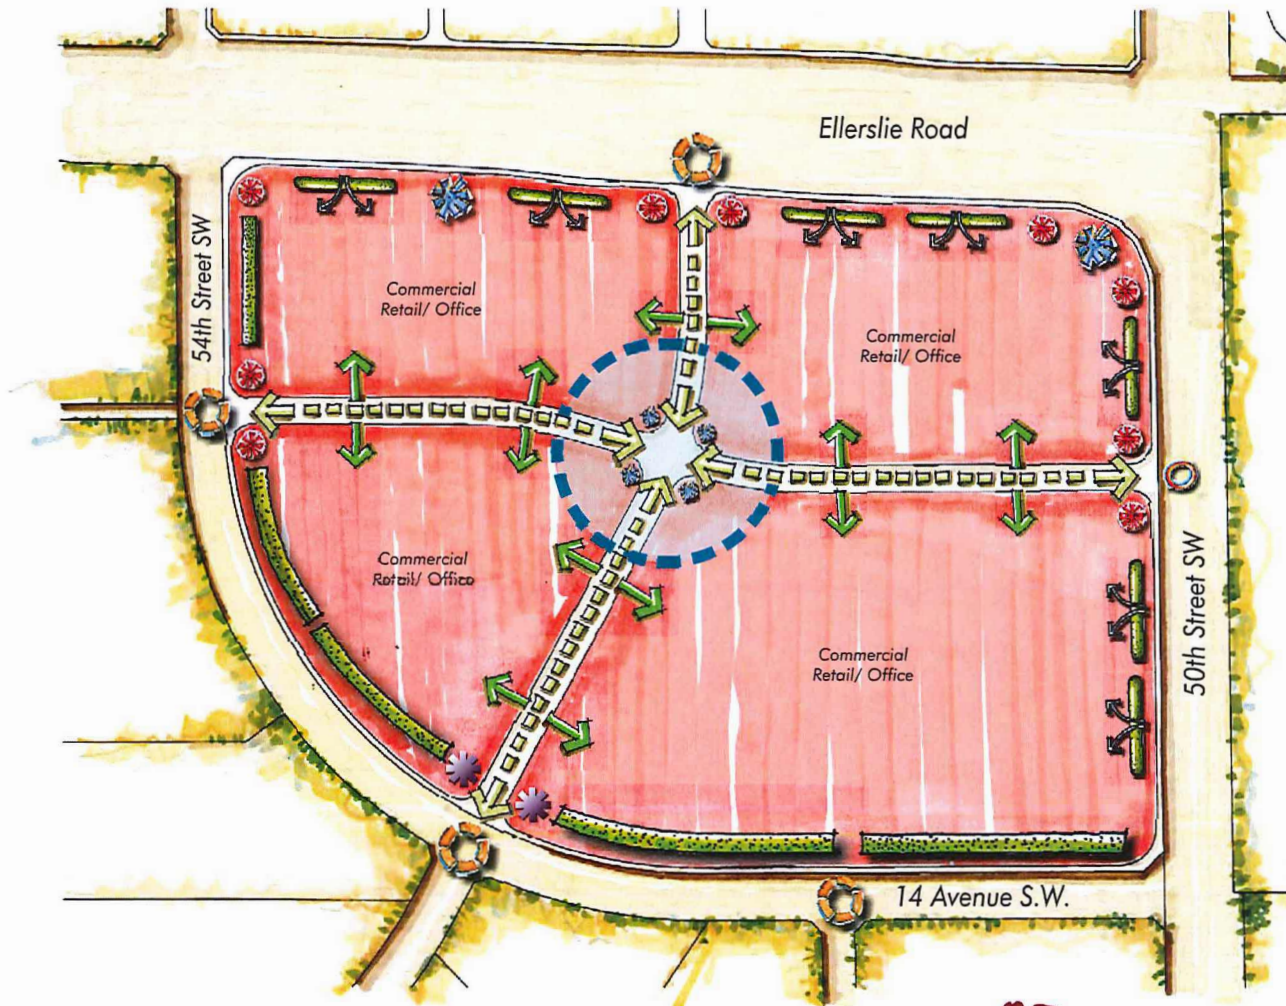 Ellerslie Road
54th Street SW
Commercial
Retail/ Office
Commercial
Retail/ Office
Commercial
Retail/ Office
Commercial
Retail/ Office
50th Street SW
14 Avenue S.W.